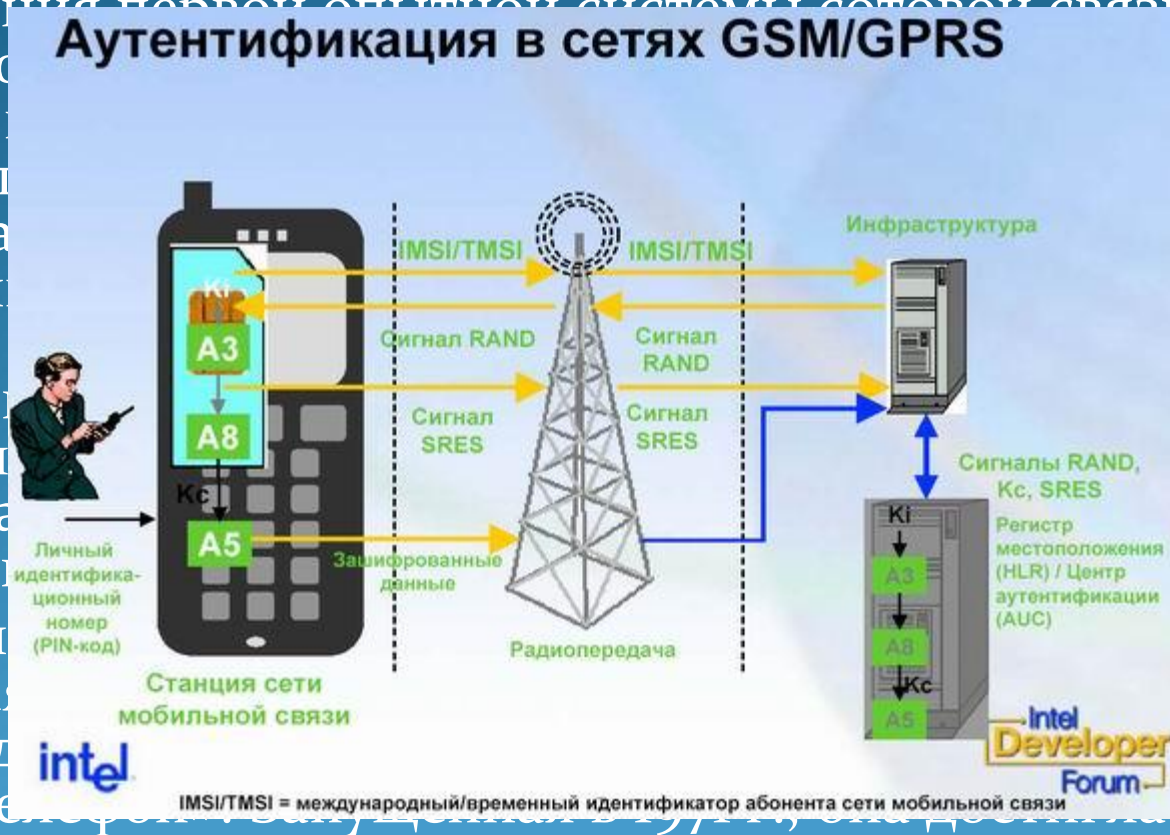 Аутентификация в сетях GSM/GPRS
Инфраструктура
IMSI/TMSI
IMSI/TMSI
Ki
A3
Сигнал RAND
Сигнал
RAND
A8
Сигнал
SRES
Сигнал
SRES
Сигналы RAND,
Kc, SRES
Kc
A5
Зашифрованные
данные
Личный
идентифика-
ционный
номер
(PIN-код)
Ki
A3
A8
Kc
A5
Регистр
местоположения
(HLR) / Центр
аутентификации
(AUC)
Радиопередача
Станция сети
мобильной связи
intel
Intel
Developer
Forum
IMSI/TMSI = международный/временный идентификатор абонента сети мобильной связи